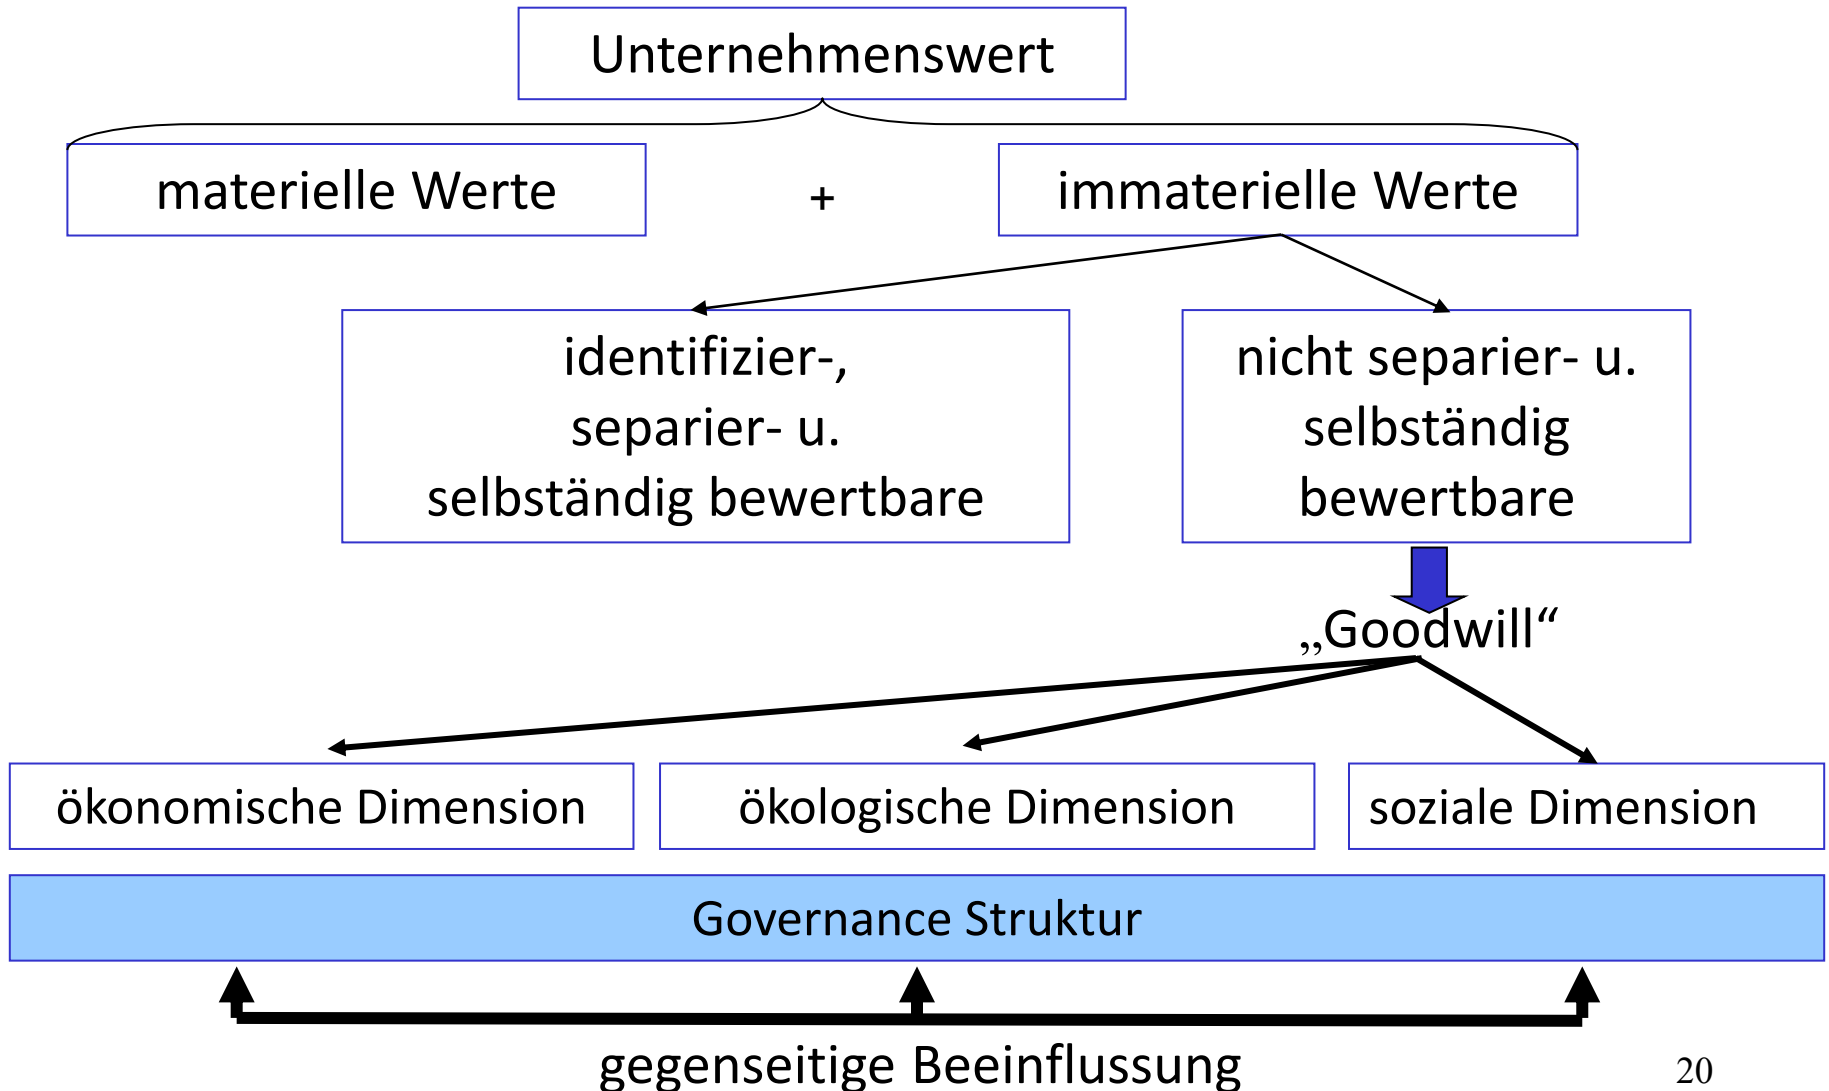 Unternehmenswert
materielle Werte + immaterielle Werte
identifizier-,
separier- u.
selbständig bewertbare
nicht separier- u.
selbständig
bewertbare
„Goodwill“
ökonomische Dimension
ökologische Dimension
soziale Dimension
Governance Struktur
gegenseitige Beeinflussung
20